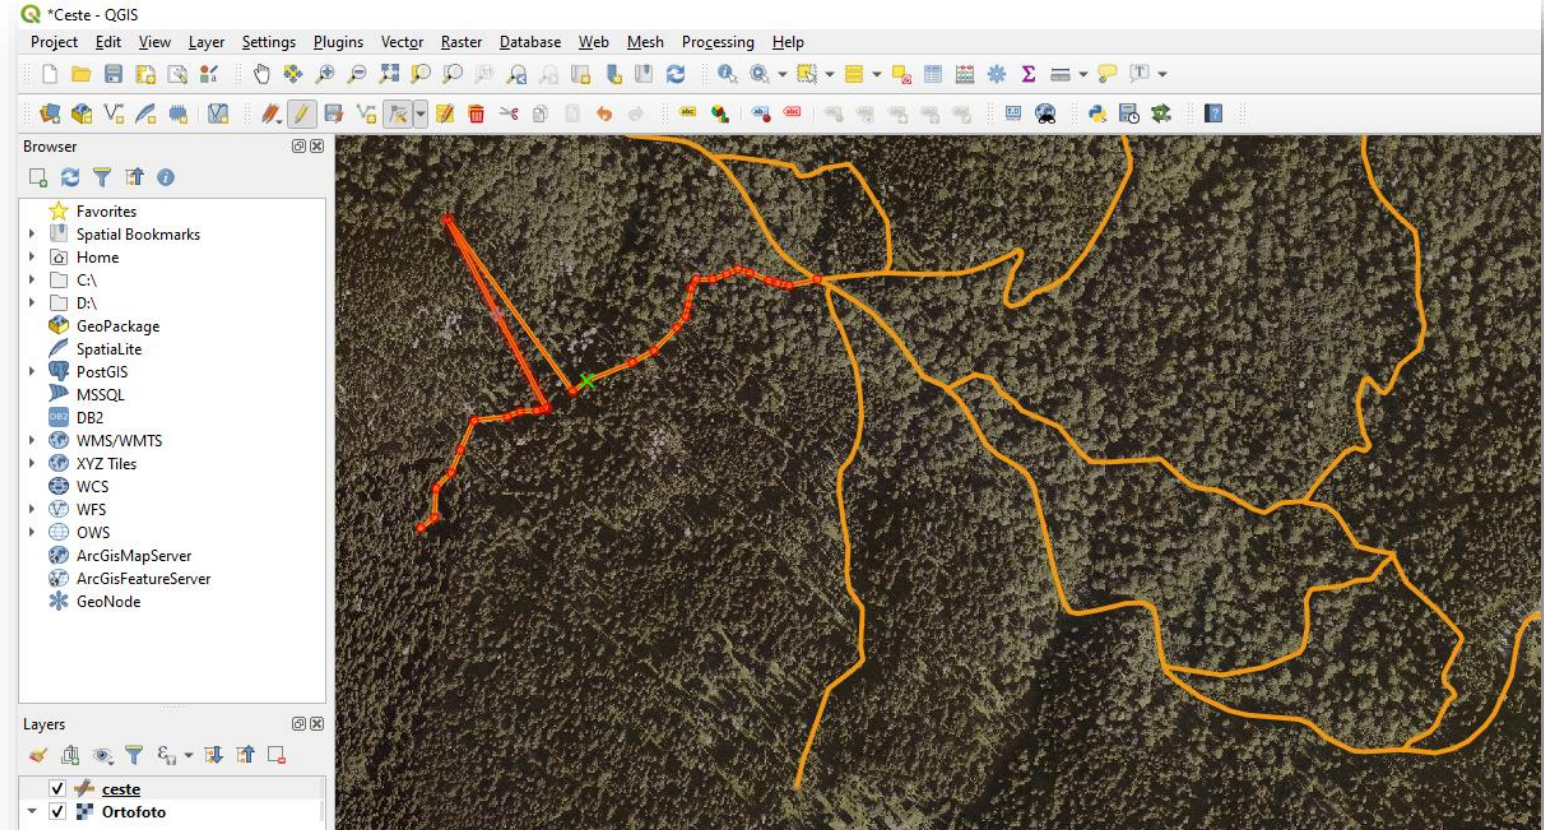 *Ceste - QGIS
Project Edit View Layer Settings Plugins Vector Raster Database Web Mesh Processing Help
Browser
Favorites
Spatial Bookmarks
Home
C:\
D:\
GeoPackage
SpatiaLite
PostGIS
MSSQL
DB2
WMS/WMTS
XYZ Tiles
WCS
WFS
OWS
ArcGisMapServer
ArcGisFeatureServer
GeoNode
Layers
ceste
Ortofoto